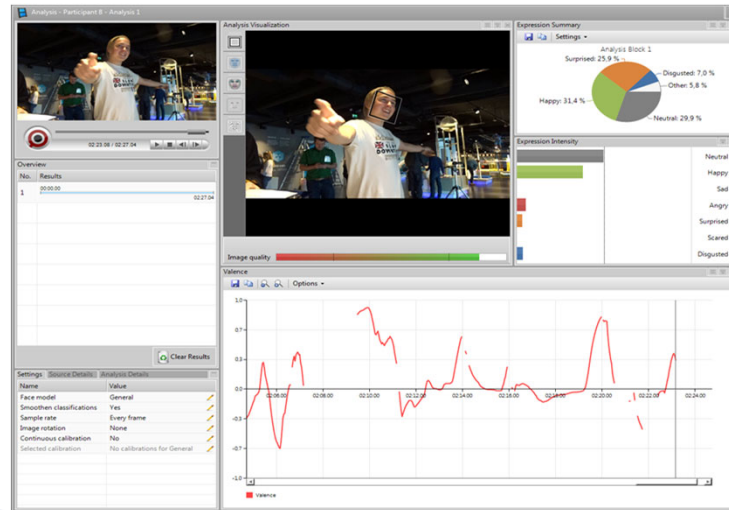 Analysis - Participant 8 - Analysis 1
02:23.08 / 02:27.04
Overview
No. Results
1 00:00.00
02:27.04
Clear Results
Settings Source Details Analysis Details
Name Value
Face model General
Smoothen classifications Yes
Sample rate Every frame
Image rotation None
Continuous calibration No
Selected calibration No calibrations for General
Analysis Visualization
Image quality
Expression Summary
Settings
Analysis Block 1
Surprised: 25,9 %
Disgusted: 7,0 %
Other: 5,8 %
Happy: 31,4 %
Neutral: 29,9 %
Expression Intensity
Neutral
Happy
Sad
Angry
Surprised
Scared
Disgusted
Valence
Options
1.0
0.7
0.3
0.0
-0.3
-0.7
-1.0
02:06:00 02:10:00 02:12:00 02:14:00 02:16:00 02:18:00 02:20:00 02:22:00 02:24:00
Valence